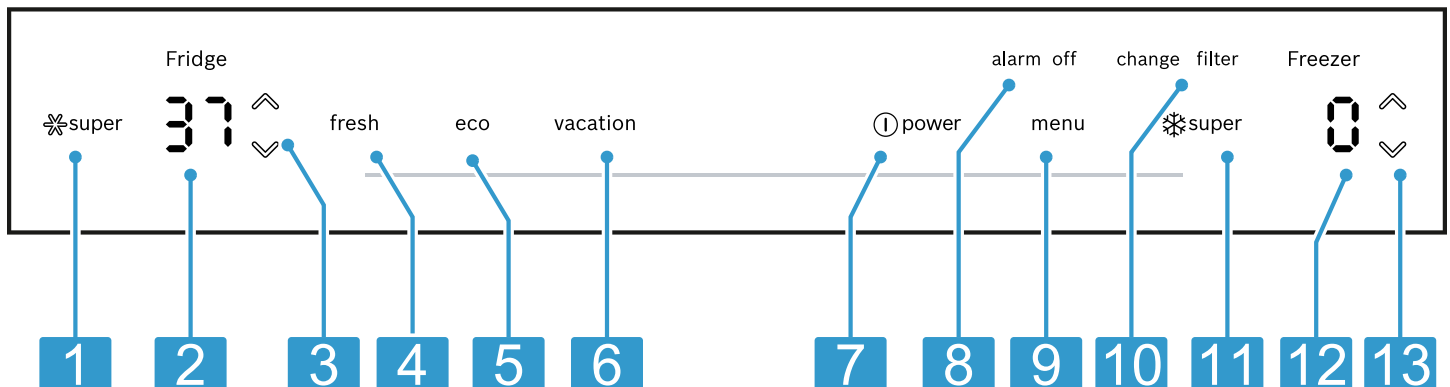 Fridge alarm off change filter Freezer
super 37 fresh eco vacation power menu super 0
1 2 3 4 5 6 7 8 9 10 11 12 13